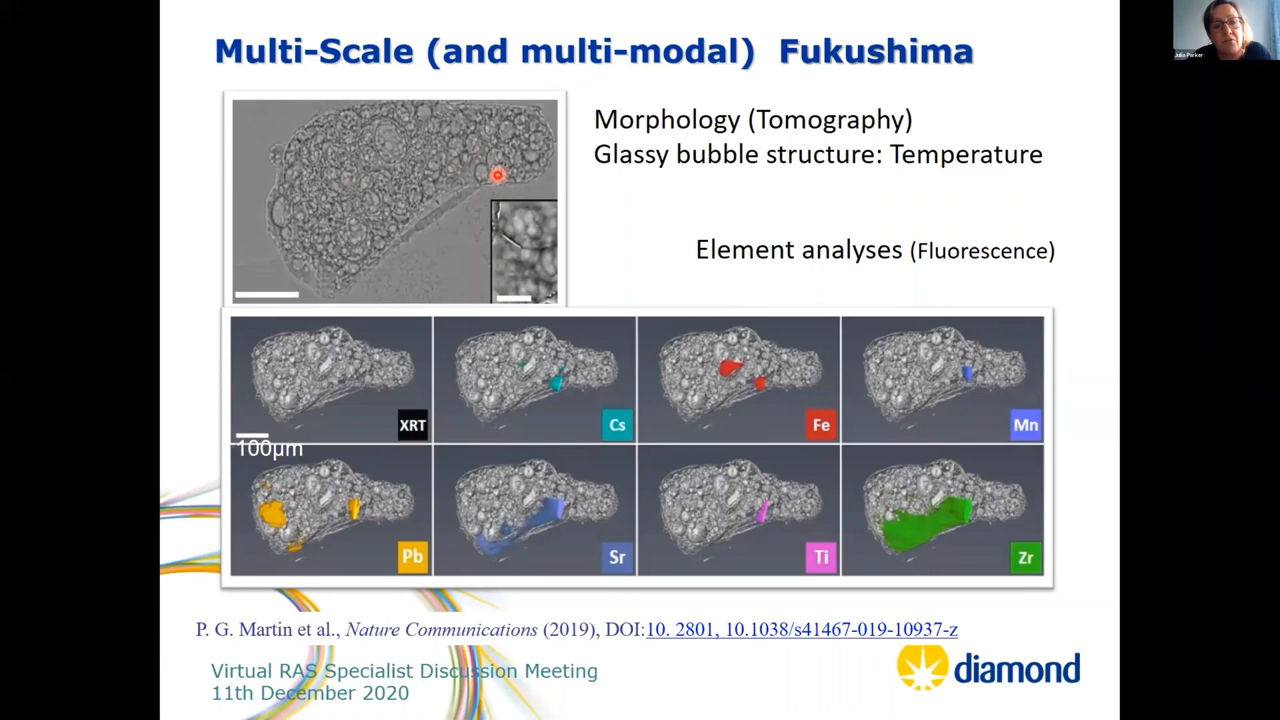 Multi-Scale (and multi-modal) Fukushima
Julia Parker
Morphology (Tomography)
Glassy bubble structure: Temperature
Element analyses (Fluorescence)
XRT
Cs
Fe
Mn
100µm
Pb
Sr
Ti
Zr
P. G. Martin et al., Nature Communications (2019), DOI:10. 2801, 10.1038/s41467-019-10937-z
Virtual RAS Specialist Discussion Meeting
11th December 2020
diamond